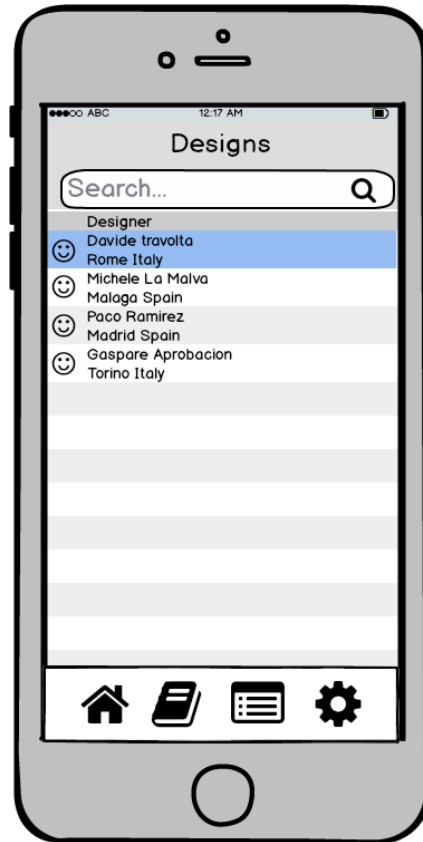 ABC 12:17 AM
Designs
Search...
Designer
Davide travolta
Rome Italy
Michele La Malva
Malaga Spain
Paco Ramirez
Madrid Spain
Gaspare Aprobacion
Torino Italy